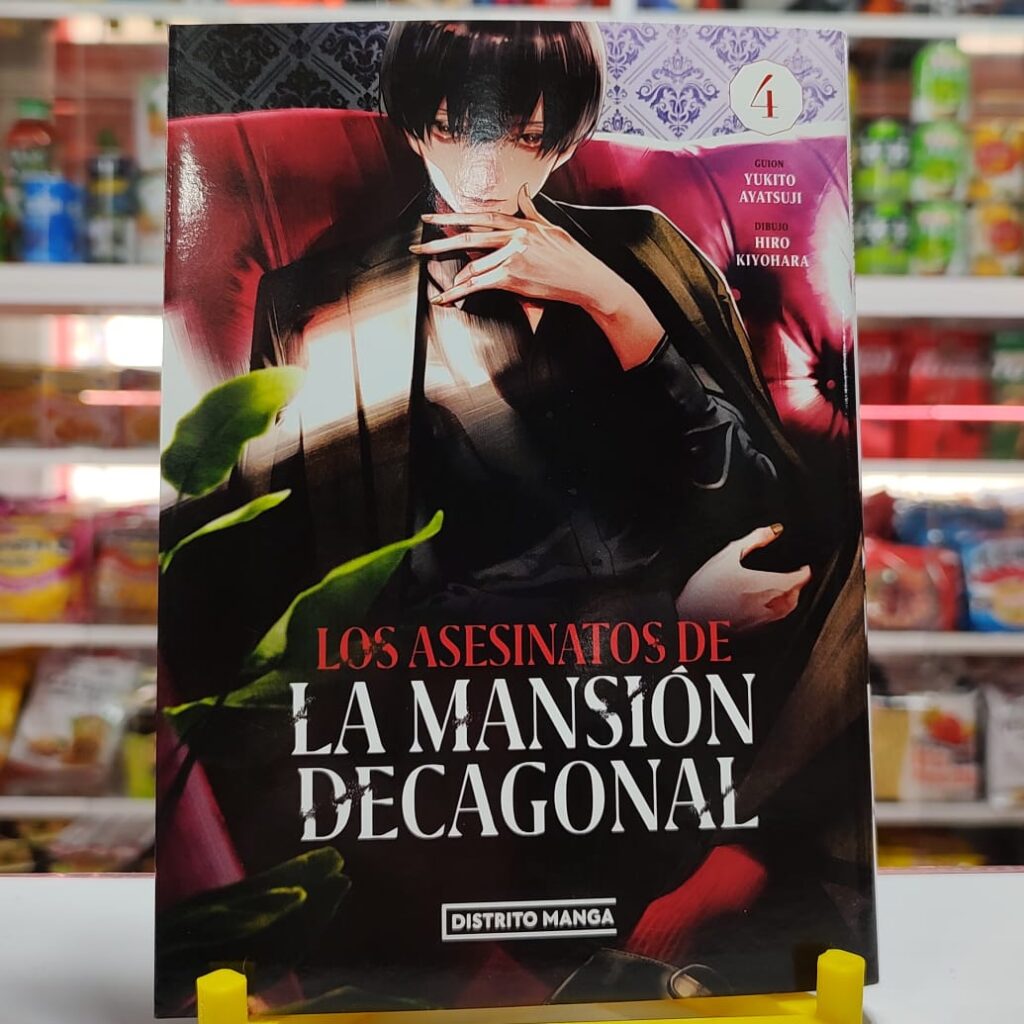 4
GUION
YUKITO
AYATSUJI
DIBUJO
HIRO
KIYOHARA
LOS ASESINATOS DE
LA MANSIÓN
DECAGONAL
DISTRITO MANGA